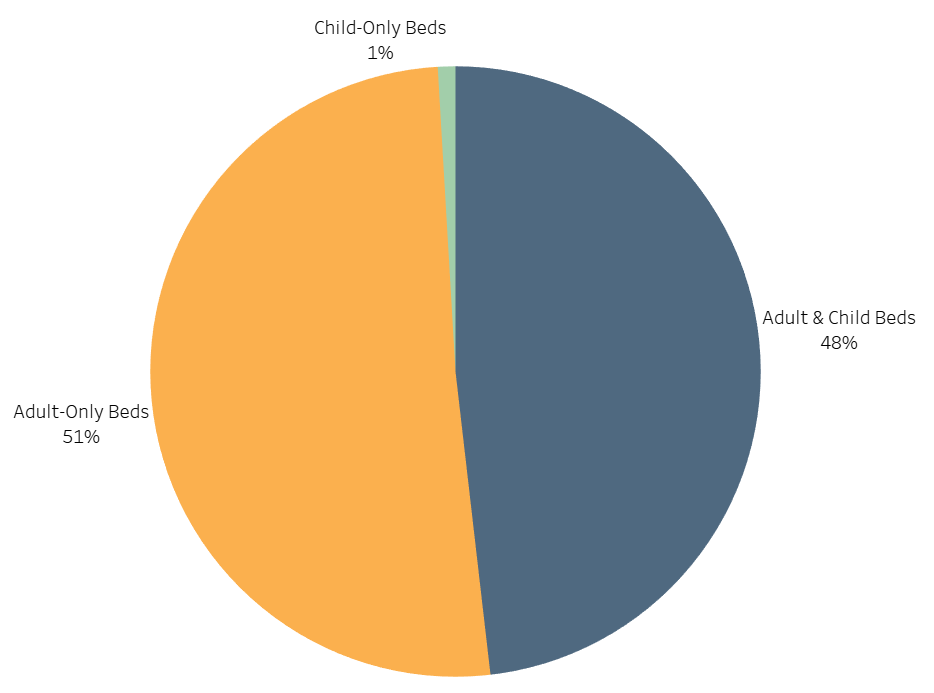 Child-Only Beds
1%
Adult & Child Beds
48%
Adult-Only Beds
51%